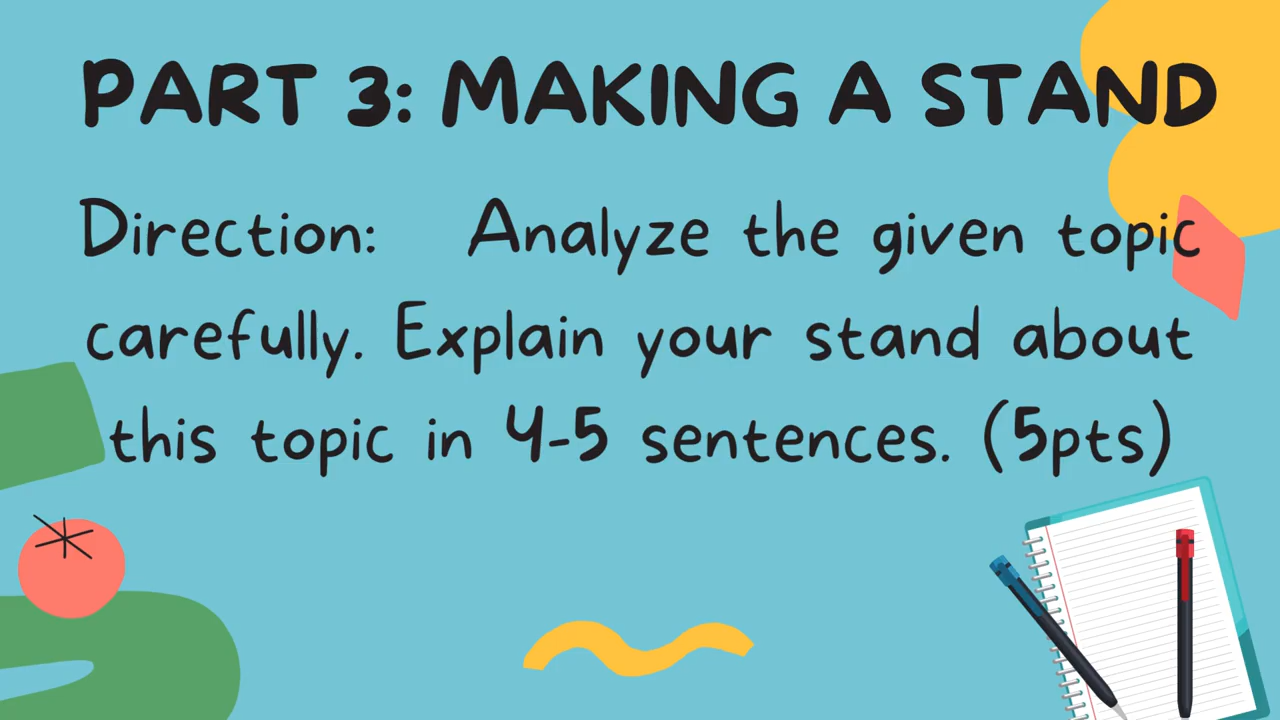 PART 3: MAKING A STAND
Direction: Analyze the given topic
carefully. Explain your stand about
this topic in 4-5 sentences. (5pts)